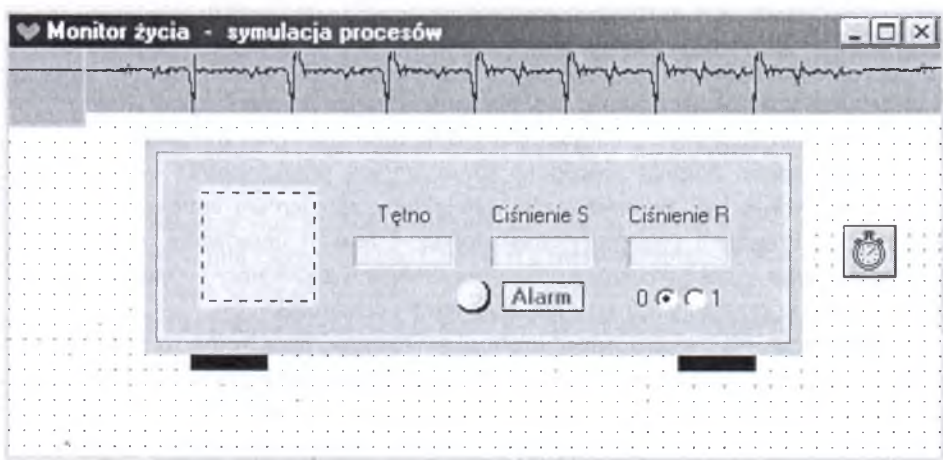 Monitor życia - symulacja procesów
Tętno Ciśnienie S Ciśnienie R
Alarm 0 1